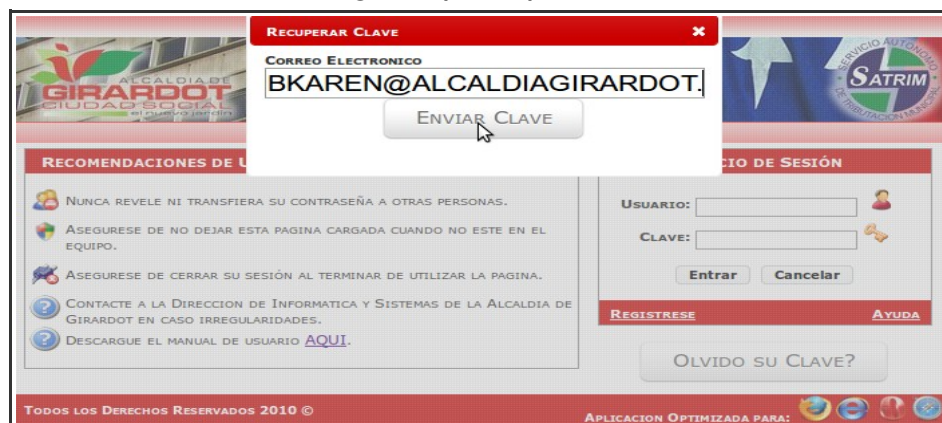 RECUPERAR CLAVE
CORREO ELECTRONICO
BKAREN@ALCALDIAGIRARDOT.
ENVIAR CLAVE
ALCALDIA DE
GIRARDOT
CIUDAD SOCIAL
el nuevo jardin
SERVICIO AUTONOMO
SATRIM
DE TRIBUTACION MUNICIPAL
RECOMENDACIONES DE U
CIO DE SESIÓN
NUNCA REVELE NI TRANSFIERA SU CONTRASEÑA A OTRAS PERSONAS.
ASEGURESE DE NO DEJAR ESTA PAGINA CARGADA CUANDO NO ESTE EN EL
EQUIPO.
ASEGURESE DE CERRAR SU SESIÓN AL TERMINAR DE UTILIZAR LA PAGINA.
CONTACTE A LA DIRECCION DE INFORMATICA Y SISTEMAS DE LA ALCALDIA DE
GIRARDOT EN CASO IRREGULARIDADES.
DESCARGUE EL MANUAL DE USUARIO AQUI.
USUARIO:
CLAVE:
Entrar Cancelar
REGISTRESE AYUDA
OLVIDO SU CLAVE?
TODOS LOS DERECHOS RESERVADOS 2010 ©
APLICACION OPTIMIZADA PARA: